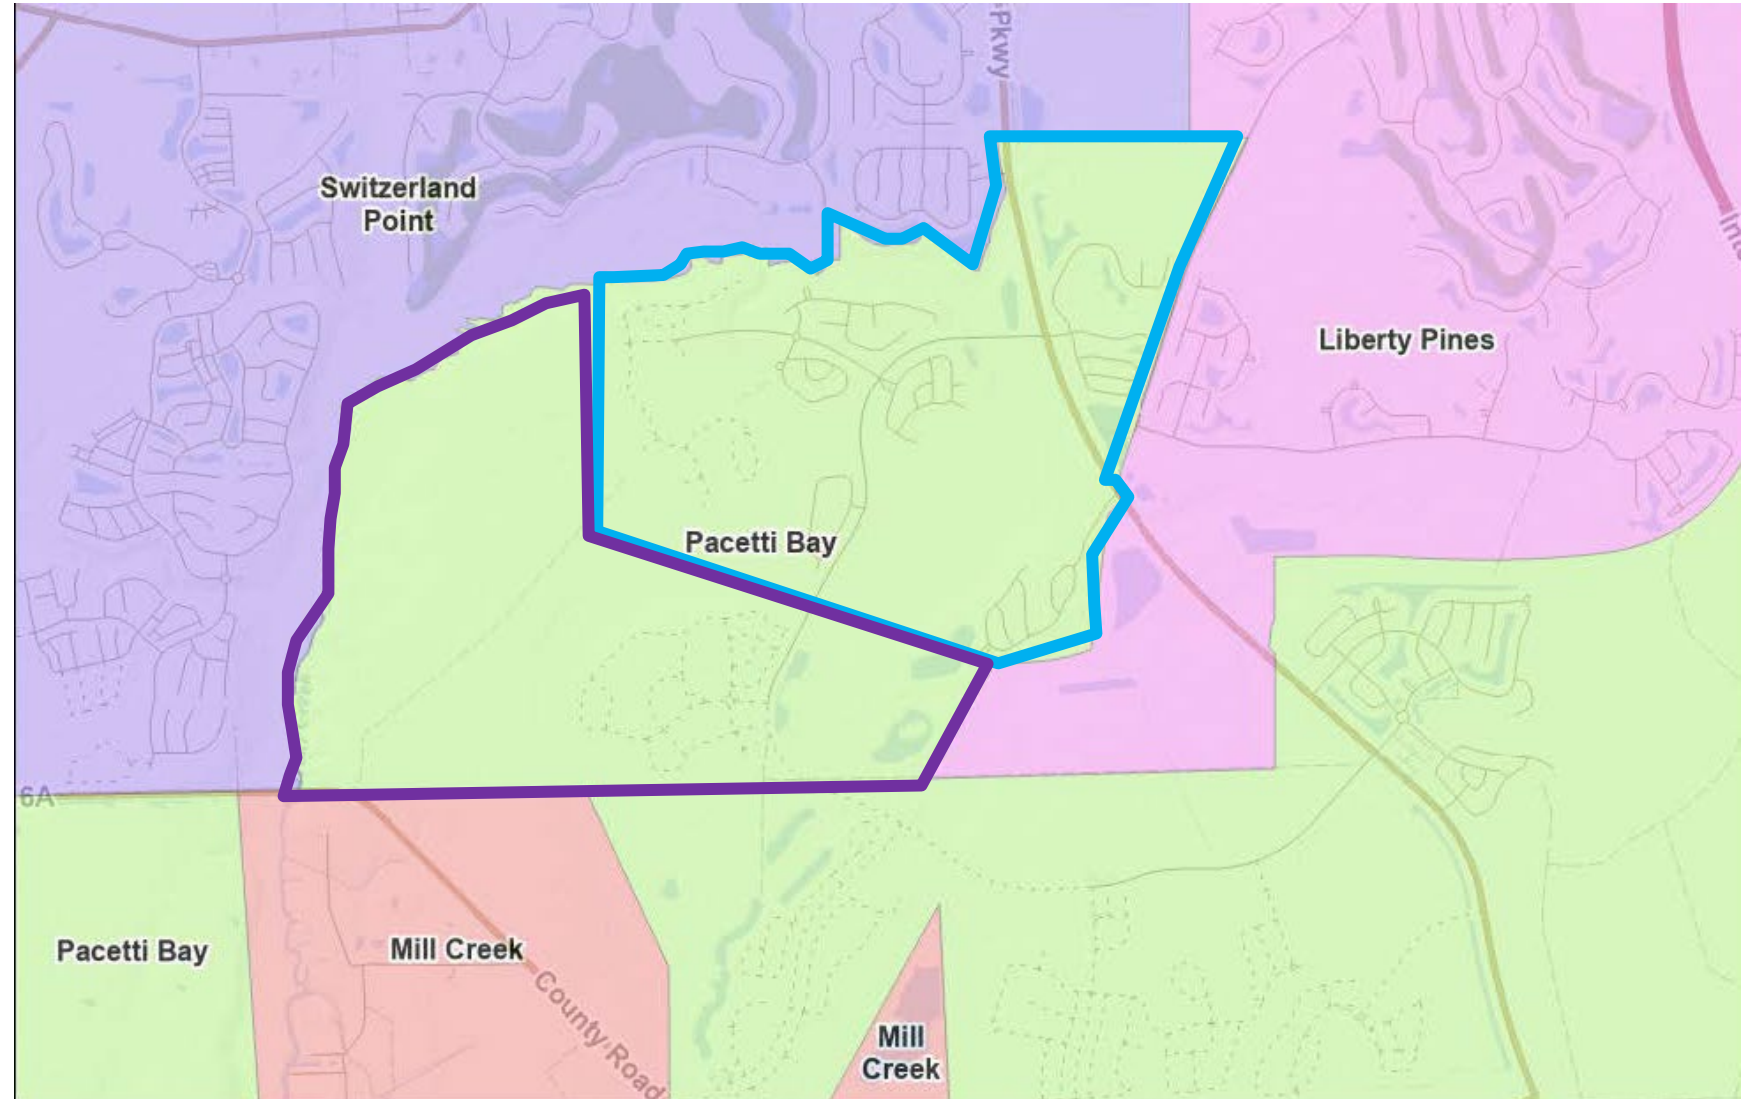 Pkwy
Switzerland
Point
Liberty Pines
Pacetti Bay
6A
Pacetti Bay
Mill Creek
County Road
Mill
Creek